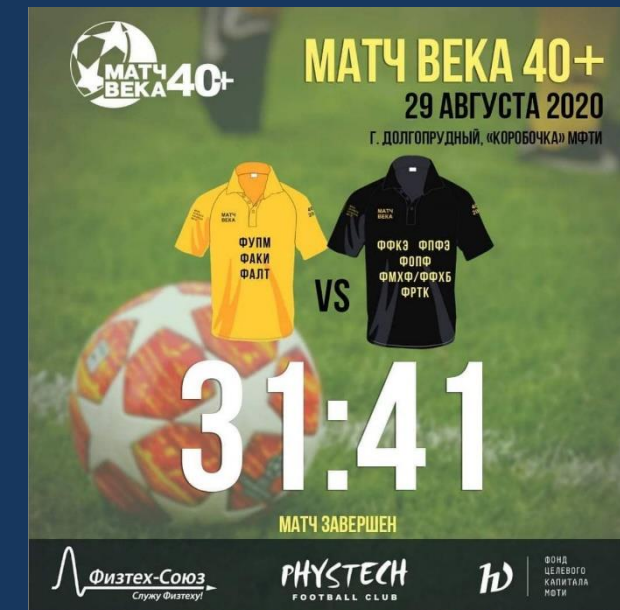 МАТЧ
ВЕКА 40+
МАТЧ ВЕКА 40+
29 АВГУСТА 2020
Г. ДОЛГОПРУДНЫЙ, «КОРОБОЧКА» МФТИ
МАТЧ
ВЕКА
ФУПМ
ФАКИ
ФАЛТ
VS
МАТЧ
ВЕКА
ФФКЭ ФПФЭ
ФОПФ
ФМХФ/ФФХБ
ФРТК
31:41
МАТЧ ЗАВЕРШЕН
Физтех-Союз
Служу Физтеху!
PHYSTECH
FOOTBALL CLUB
ФОНД
ЦЕЛЕВОГО
КАПИТАЛА
МФТИ